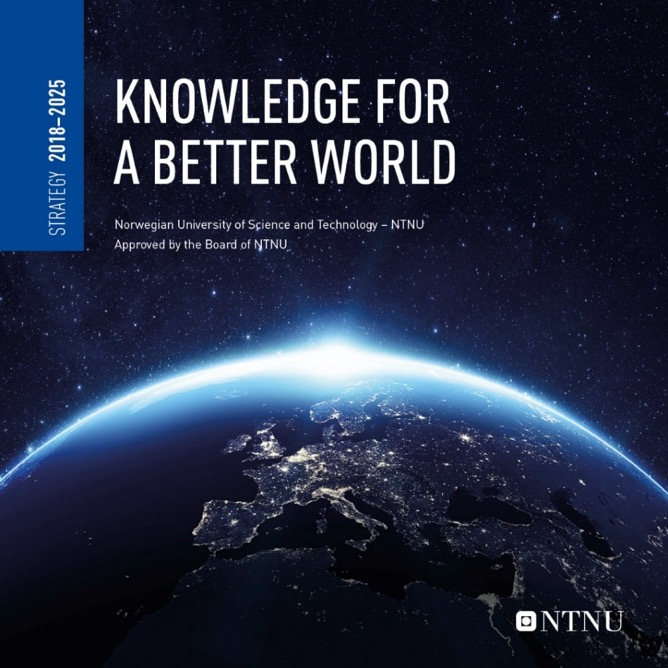 STRATEGY 2018–2025
KNOWLEDGE FOR
A BETTER WORLD
Norwegian University of Science and Technology – NTNU
Approved by the Board of NTNU
NTNU